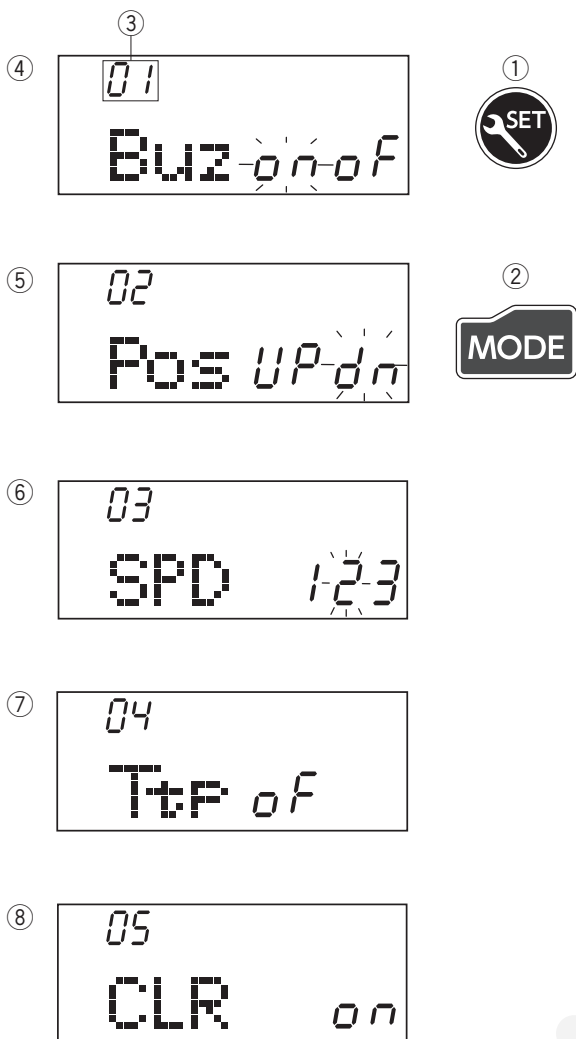 ③
④
01
Buz on oF
①
SET
⑤
02
Pos UP dn
②
MODE
⑥
03
SPD 1 2 3
⑦
04
Ttp oF
⑧
05
CLR on